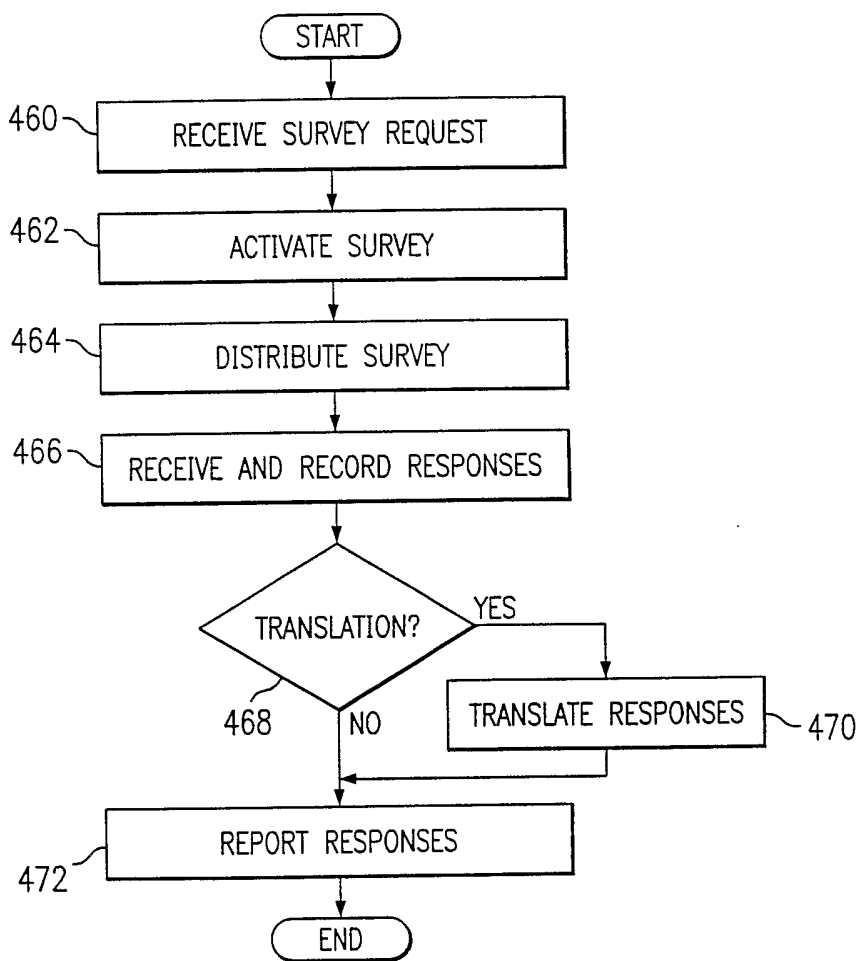 START
460
RECEIVE SURVEY REQUEST
462
ACTIVATE SURVEY
464
DISTRIBUTE SURVEY
466
RECEIVE AND RECORD RESPONSES
TRANSLATION?
YES
468
NO
TRANSLATE RESPONSES
470
REPORT RESPONSES
472
END